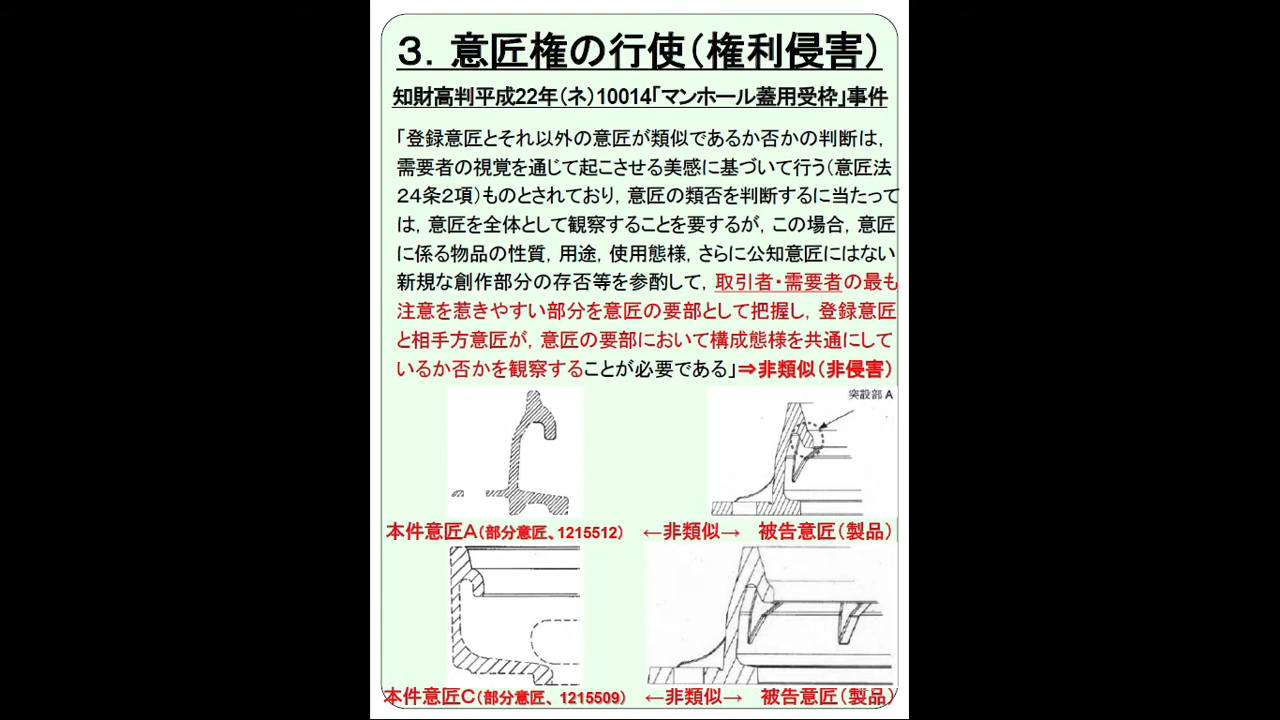 ３．意匠権の行使（権利侵害）
知財高判平成22年（ネ）10014「マンホール蓋用受枠」事件
「登録意匠とそれ以外の意匠が類似であるか否かの判断は，
需要者の視覚を通じて起こさせる美感に基づいて行う（意匠法
２４条２項）ものとされており，意匠の類否を判断するに当たって
は，意匠を全体として観察することを要するが，この場合，意匠
に係る物品の性質，用途，使用態様，さらに公知意匠にはない
新規な創作部分の存否等を参酌して，取引者・需要者の最も
注意を惹きやすい部分を意匠の要部として把握し，登録意匠
と相手方意匠が，意匠の要部において構成態様を共通にして
いるか否かを観察することが必要である」⇒非類似（非侵害）
突設部 A
本件意匠Ａ（部分意匠、1215512） ←非類似→ 被告意匠（製品）
本件意匠Ｃ（部分意匠、1215509） ←非類似→ 被告意匠（製品）